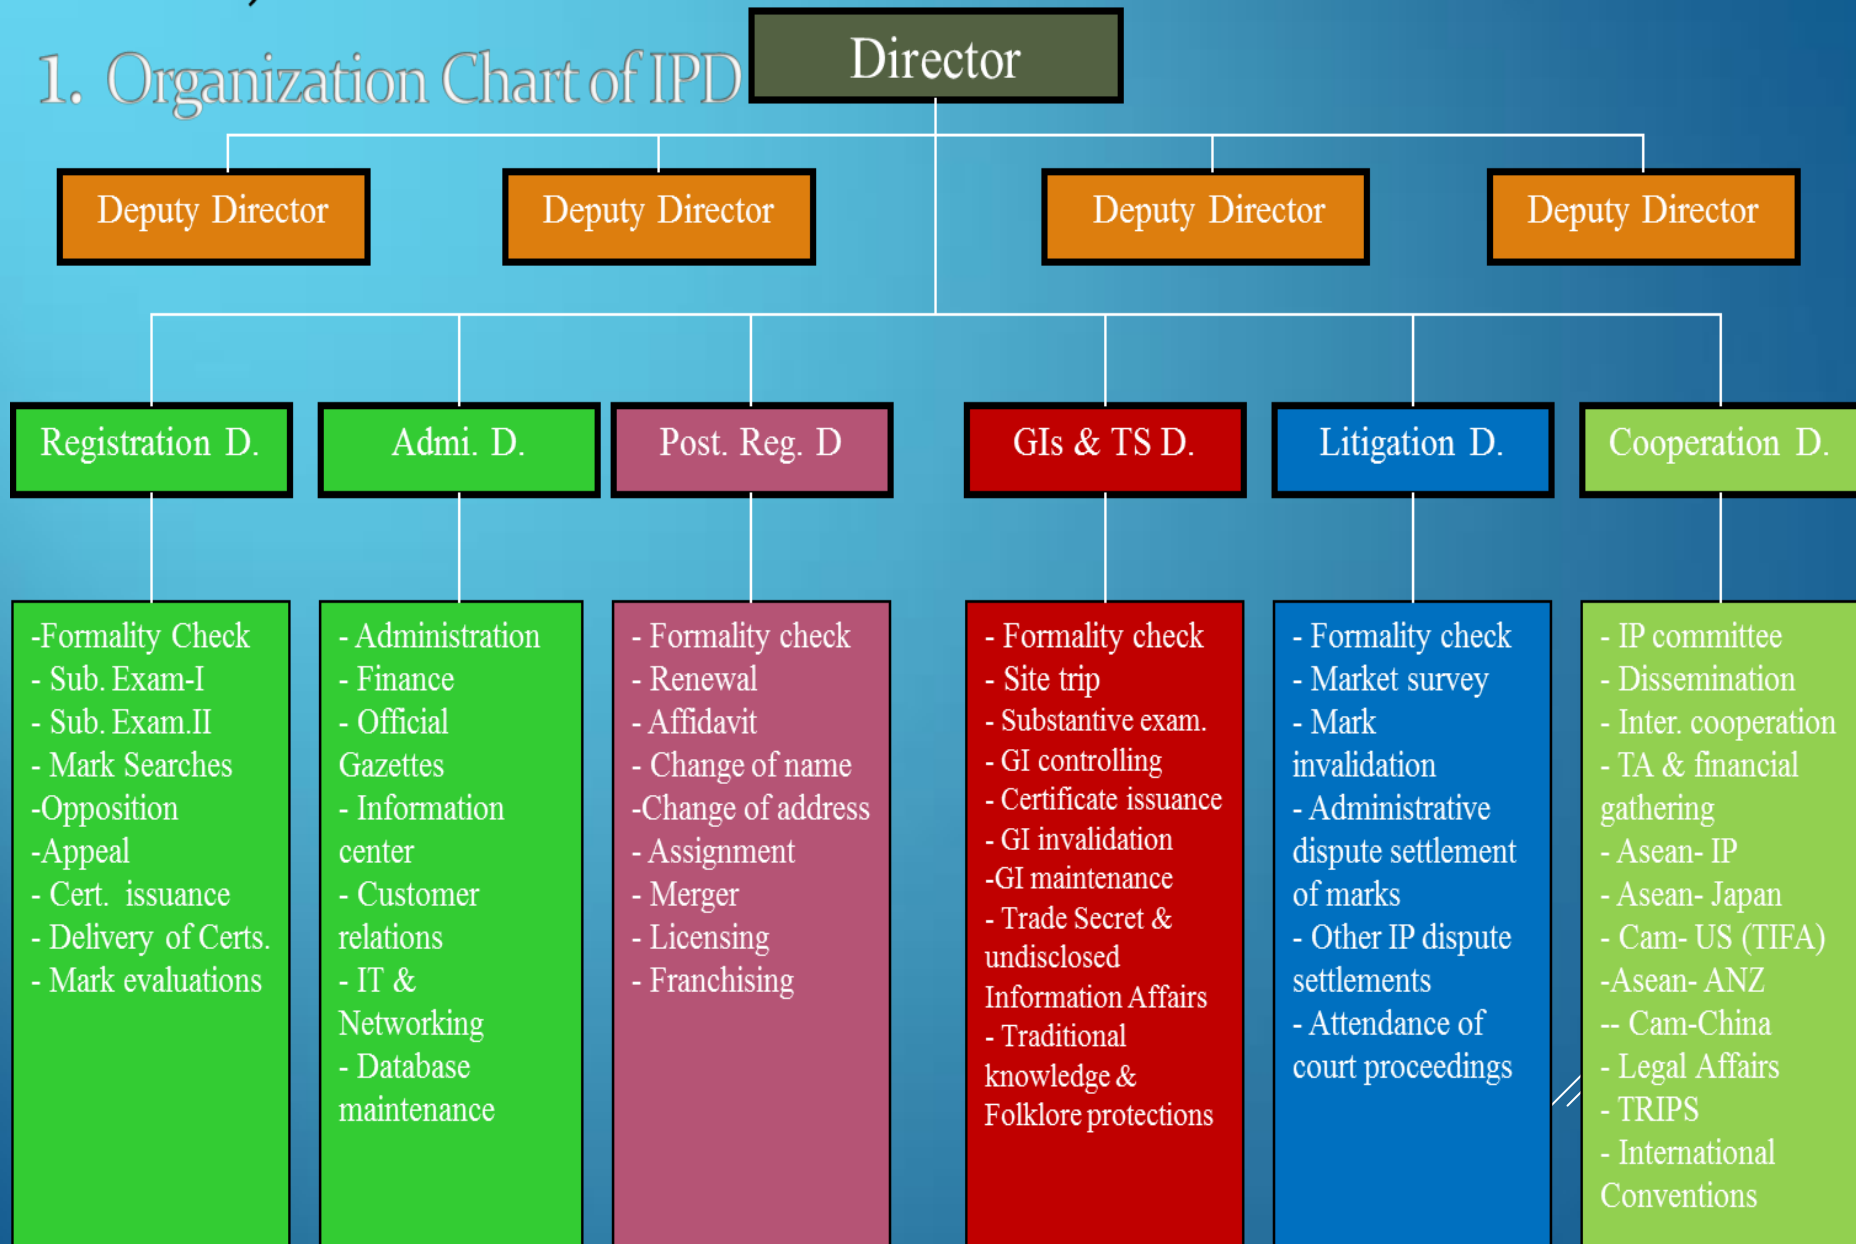 1. Organization Chart of IPD
Director
Deputy Director
Deputy Director
Deputy Director
Deputy Director
Registration D.
Admi. D.
Post. Reg. D
GIs & TS D.
Litigation D.
Cooperation D.
-Formality Check
- Sub. Exam-I
- Sub. Exam.II
- Mark Searches
-Opposition
-Appeal
- Cert. issuance
- Delivery of Certs.
- Mark evaluations
- Administration
- Finance
- Official
Gazettes
- Information
center
- Customer
relations
- IT &
Networking
- Database
maintenance
- Formality check
- Renewal
- Affidavit
- Change of name
-Change of address
- Assignment
- Merger
- Licensing
- Franchising
- Formality check
- Site trip
- Substantive exam.
- GI controlling
- Certificate issuance
- GI invalidation
-GI maintenance
- Trade Secret &
undisclosed
Information Affairs
- Traditional
knowledge &
Folklore protections
- Formality check
- Market survey
- Mark
invalidation
- Administrative
dispute settlement
of marks
- Other IP dispute
settlements
- Attendance of
court proceedings
- IP committee
- Dissemination
- Inter. cooperation
- TA & financial
gathering
- Asean- IP
- Asean- Japan
- Cam- US (TIFA)
-Asean- ANZ
-- Cam-China
- Legal Affairs
- TRIPS
- International
Conventions